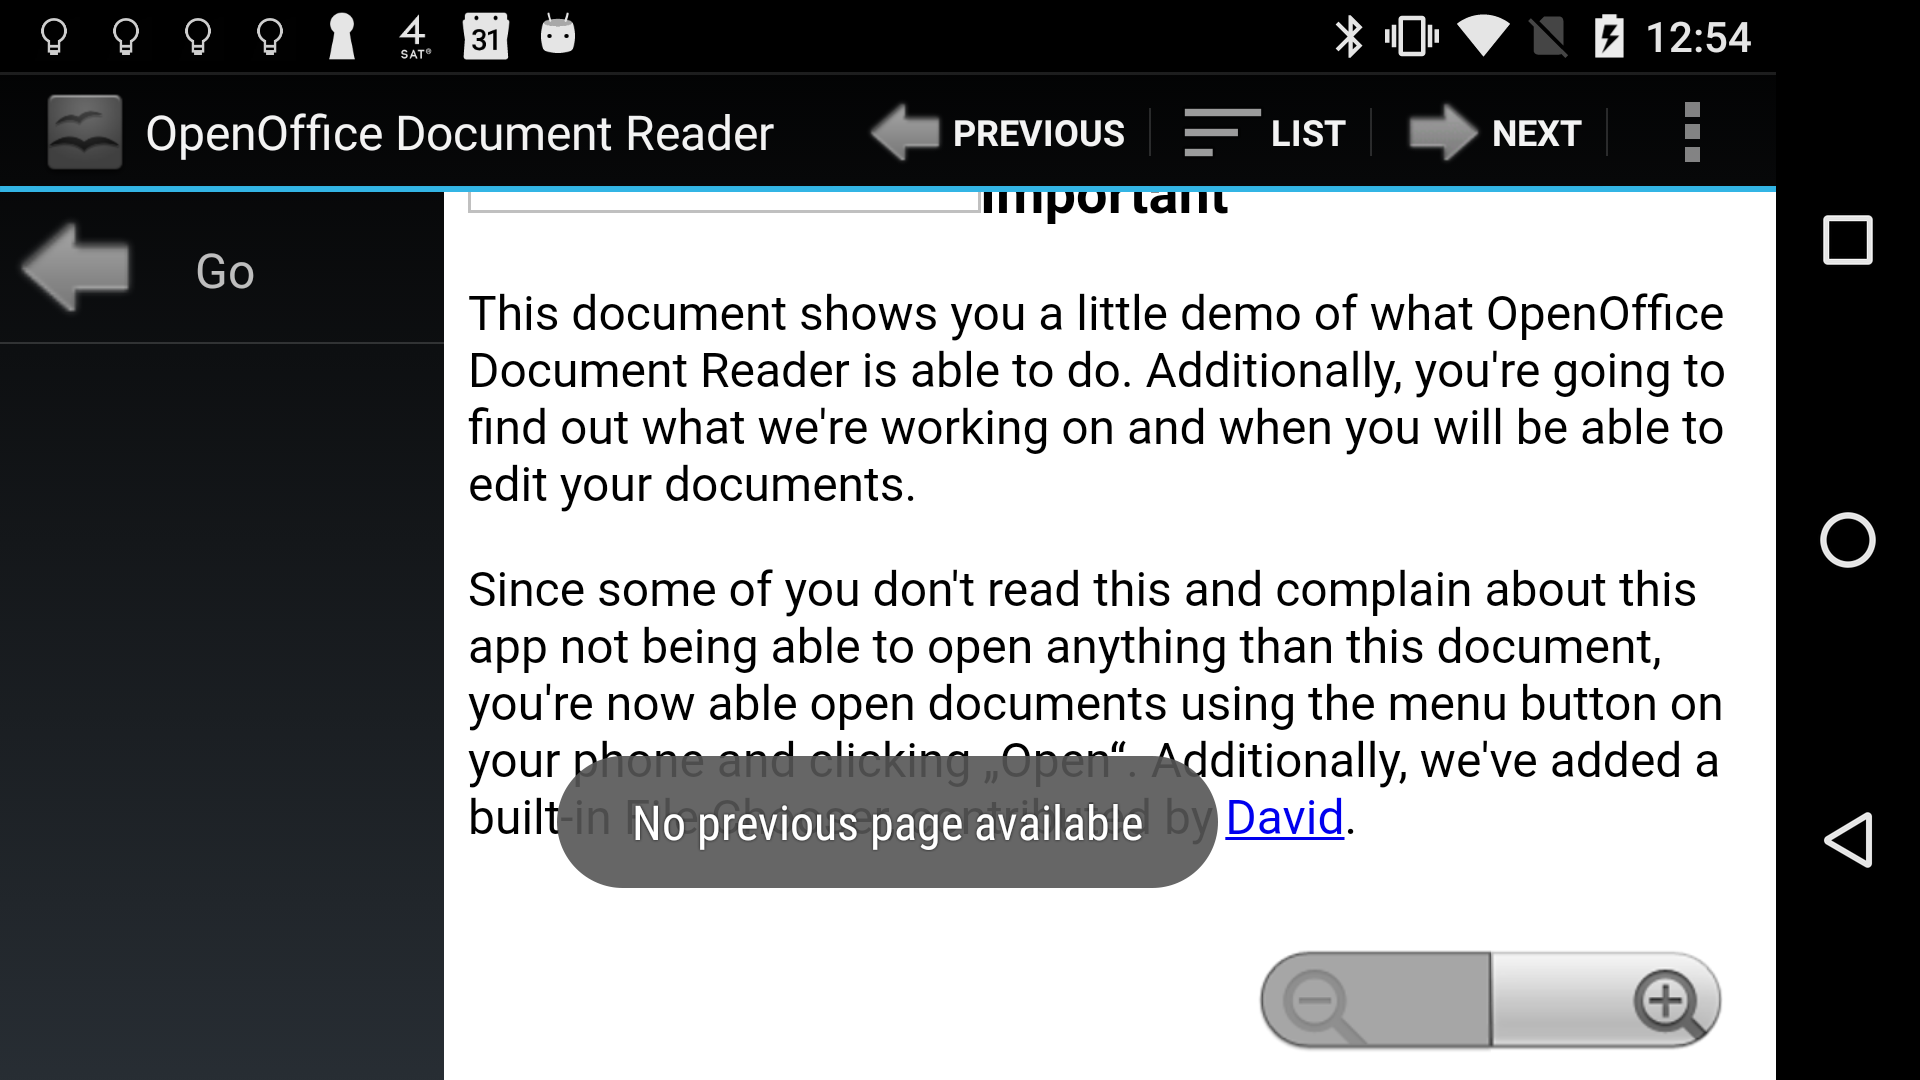 4
SAT®
31
12:54
OpenOffice Document Reader
PREVIOUS
LIST
NEXT
Go
Important
This document shows you a little demo of what OpenOffice
Document Reader is able to do. Additionally, you're going to
find out what we're working on and when you will be able to
edit your documents.
Since some of you don't read this and complain about this
app not being able to open anything than this document,
you're now able open documents using the menu button on
your phone and clicking „Open“. Additionally, we've added a
built-in File Chooser, contributed by David.
No previous page available